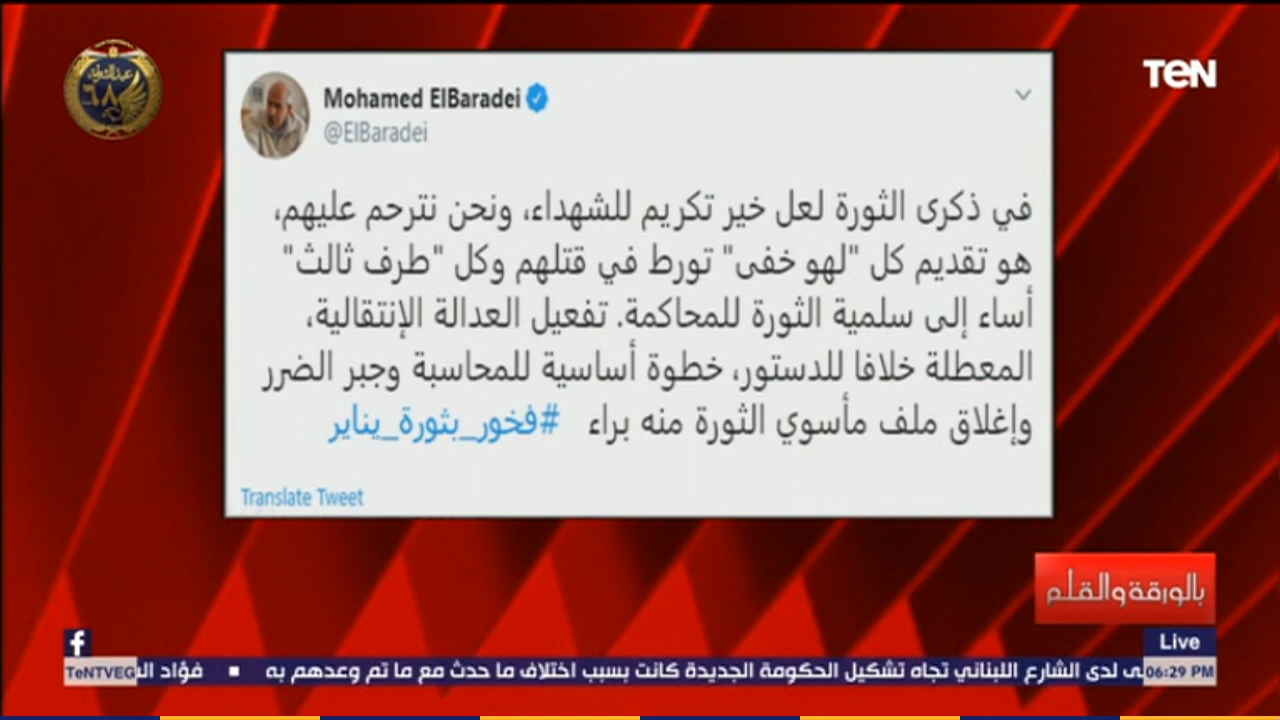 عيد الشرطة
٦٨
TeN
Mohamed ElBaradei
@ElBaradei
في ذكرى الثورة لعل خير تكريم للشهداء، ونحن نترحم عليهم،
هو تقديم كل "لهو خفى" تورط في قتلهم وكل "طرف ثالث"
أساء إلى سلمية الثورة للمحاكمة. تفعيل العدالة الإنتقالية،
المعطلة خلافا للدستور، خطوة أساسية للمحاسبة وجبر الضرر
وإغلاق ملف مأسوي الثورة منه براء #فخور_بثورة_يناير
Translate Tweet
بالورقة والقلم
Live
06:29 PM
لدى الشارع اللبناني تجاه تشكيل الحكومة الجديدة كانت بسبب اختلاف ما حدث مع ما تم وعدهم به ■ فؤاد
f
TeNTVEG